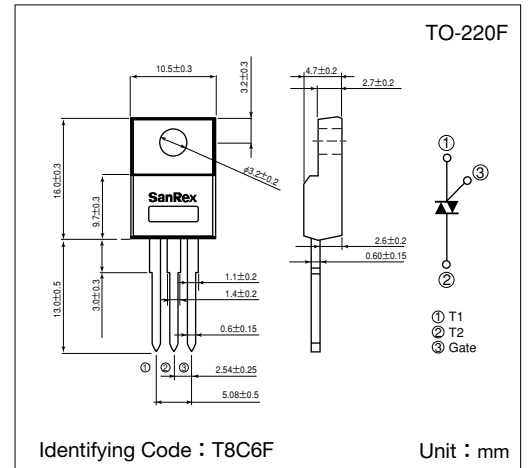 TO-220F
10.5±0.3
3.2±0.3
4.7±0.2
2.7±0.2
①
③
②
16.0±0.3
9.7±0.3
φ3.2±0.2
SanRex
13.0±0.5
3.0±0.3
1.1±0.2
1.4±0.2
0.6±0.15
2.6±0.2
0.60±0.15
① ② ③
2.54±0.25
5.08±0.5
① T1
② T2
③ Gate
Identifying Code：T8C6F
Unit：mm